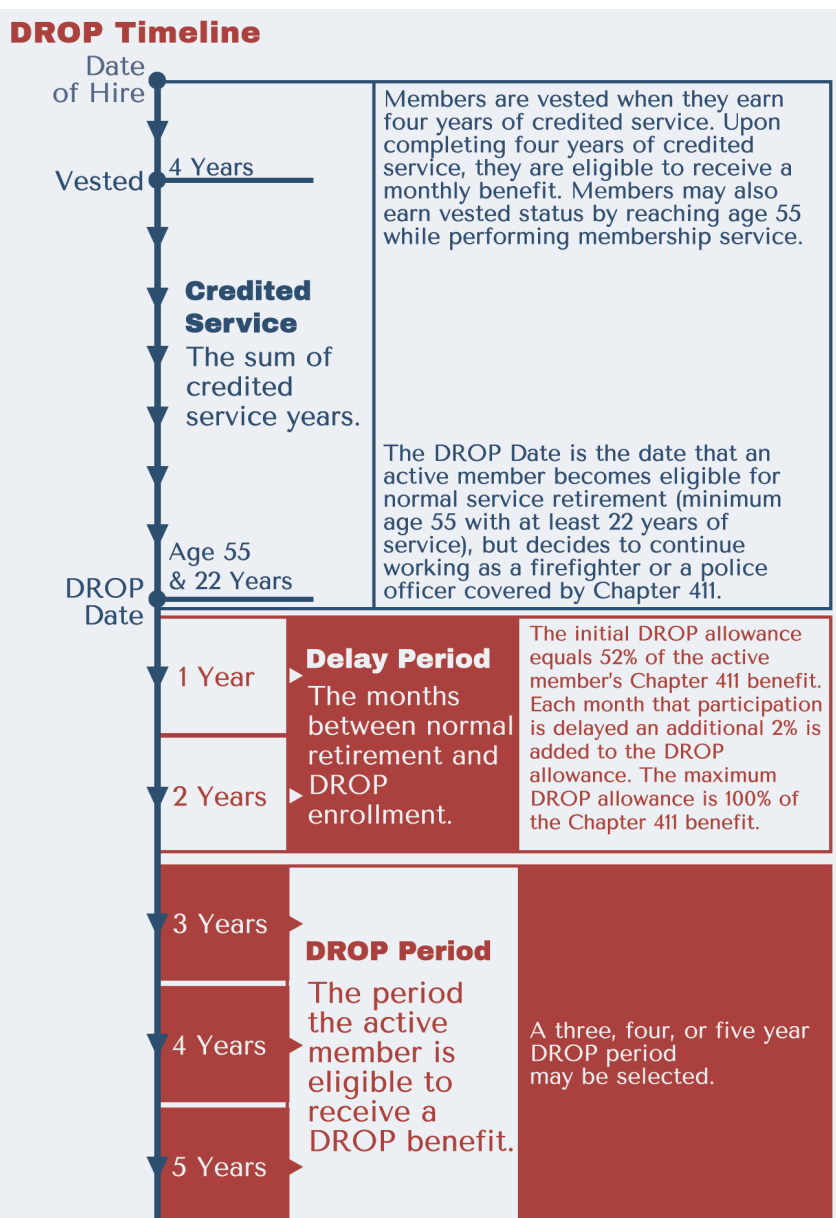 DROP Timeline
Date
of Hire
Members are vested when they earn
four years of credited service. Upon
completing four years of credited
service, they are eligible to receive a
monthly benefit. Members may also
earn vested status by reaching age 55
while performing membership service.
4 Years
Vested
Credited
Service
The sum of
credited
service years.
The DROP Date is the date that an
active member becomes eligible for
normal service retirement (minimum
age 55 with at least 22 years of
service), but decides to continue
working as a firefighter or a police
officer covered by Chapter 411.
Age 55
& 22 Years
DROP
Date
1 Year
2 Years
Delay Period
The months
between normal
retirement and
DROP
enrollment.
The initial DROP allowance
equals 52% of the active
member's Chapter 411 benefit.
Each month that participation
is delayed an additional 2% is
added to the DROP
allowance. The maximum
DROP allowance is 100% of
the Chapter 411 benefit.
3 Years
4 Years
5 Years
DROP Period
The period
the active
member is
eligible to
receive a
DROP benefit.
A three, four, or five year
DROP period
may be selected.